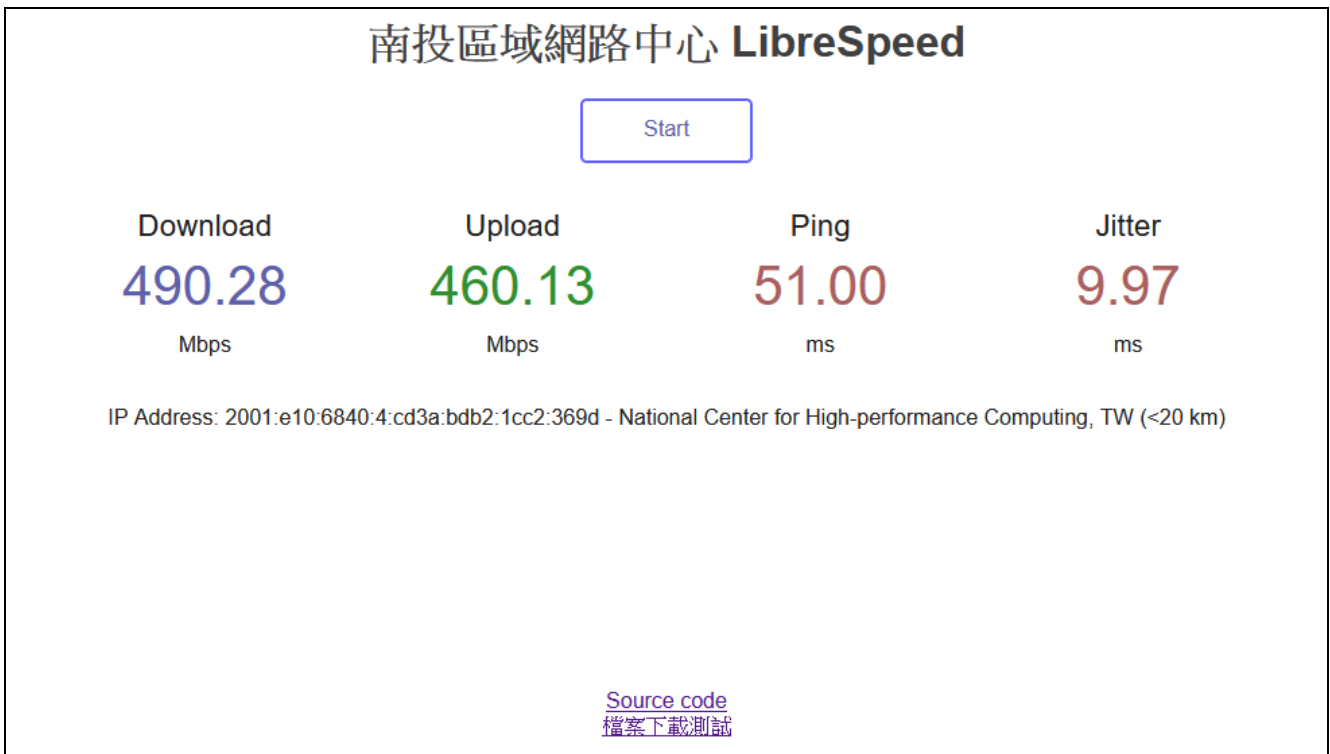 南投區域網路中心 LibreSpeed
Start
Download Upload Ping Jitter
490.28 460.13 51.00 9.97
Mbps Mbps ms ms
IP Address: 2001:e10:6840:4:cd3a:bdb2:1cc2:369d - National Center for High-performance Computing, TW (<20 km)
Source code
檔案下載測試